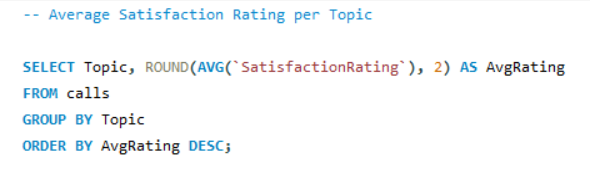 -- Average Satisfaction Rating per Topic
SELECT Topic, ROUND(AVG(`SatisfactionRating`), 2) AS AvgRating
FROM calls
GROUP BY Topic
ORDER BY AvgRating DESC;